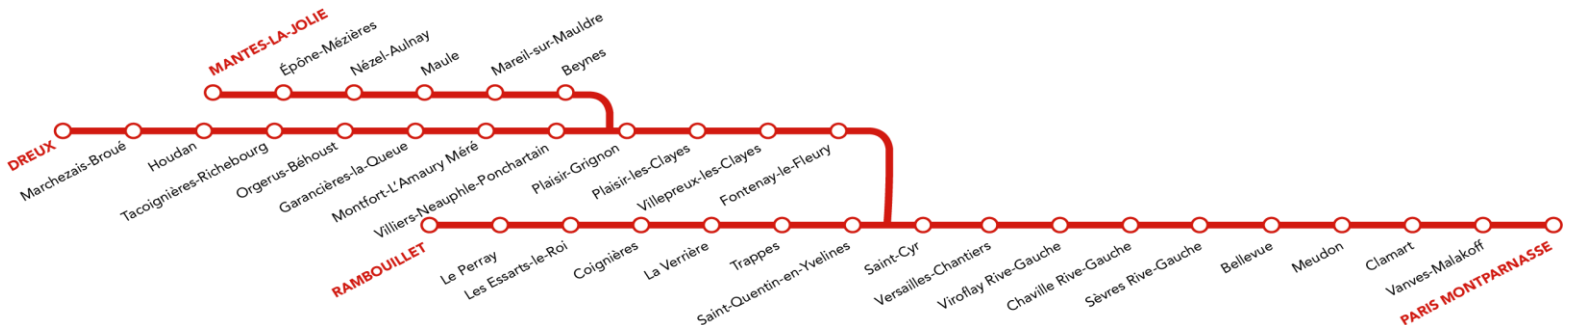 MANTES-LA-JOLIE
Épône-Mézières
Nézel-Aulnay
Maule
Mareil-sur-Mauldre
Beynes
DREUX
Marchezais-Broué
Houdan
Tacoignières-Richebourg
Orgerus-Béhoust
Garancières-la-Queue
Montfort-L'Amaury Méré
Villiers-Neauphle-Ponchartain
Plaisir-Grignon
Plaisir-les-Clayes
Villepreux-les-Clayes
Fontenay-le-Fleury
RAMBOUILLET
Le Perray
Les Essarts-le-Roi
Coignières
La Verrière
Trappes
Saint-Quentin-en-Yvelines
Saint-Cyr
Versailles-Chantiers
Viroflay Rive-Gauche
Chaville Rive-Gauche
Sèvres Rive-Gauche
Bellevue
Meudon
Clamart
Vanves-Malakoff
PARIS MONTPARNASSE